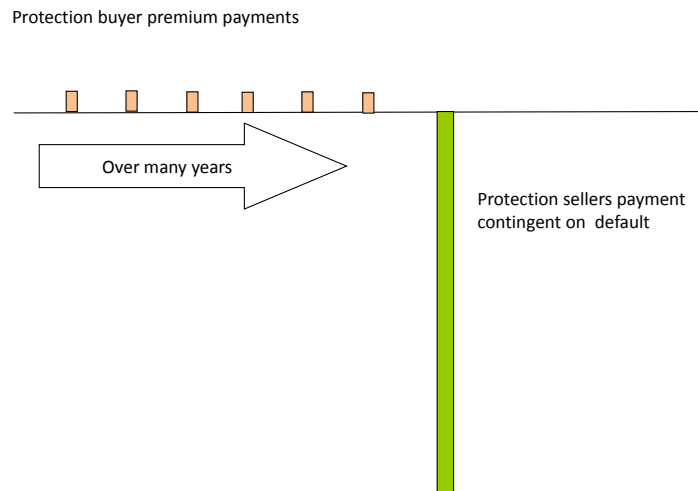 Protection buyer premium payments
Over many years
Protection sellers payment
contingent on default